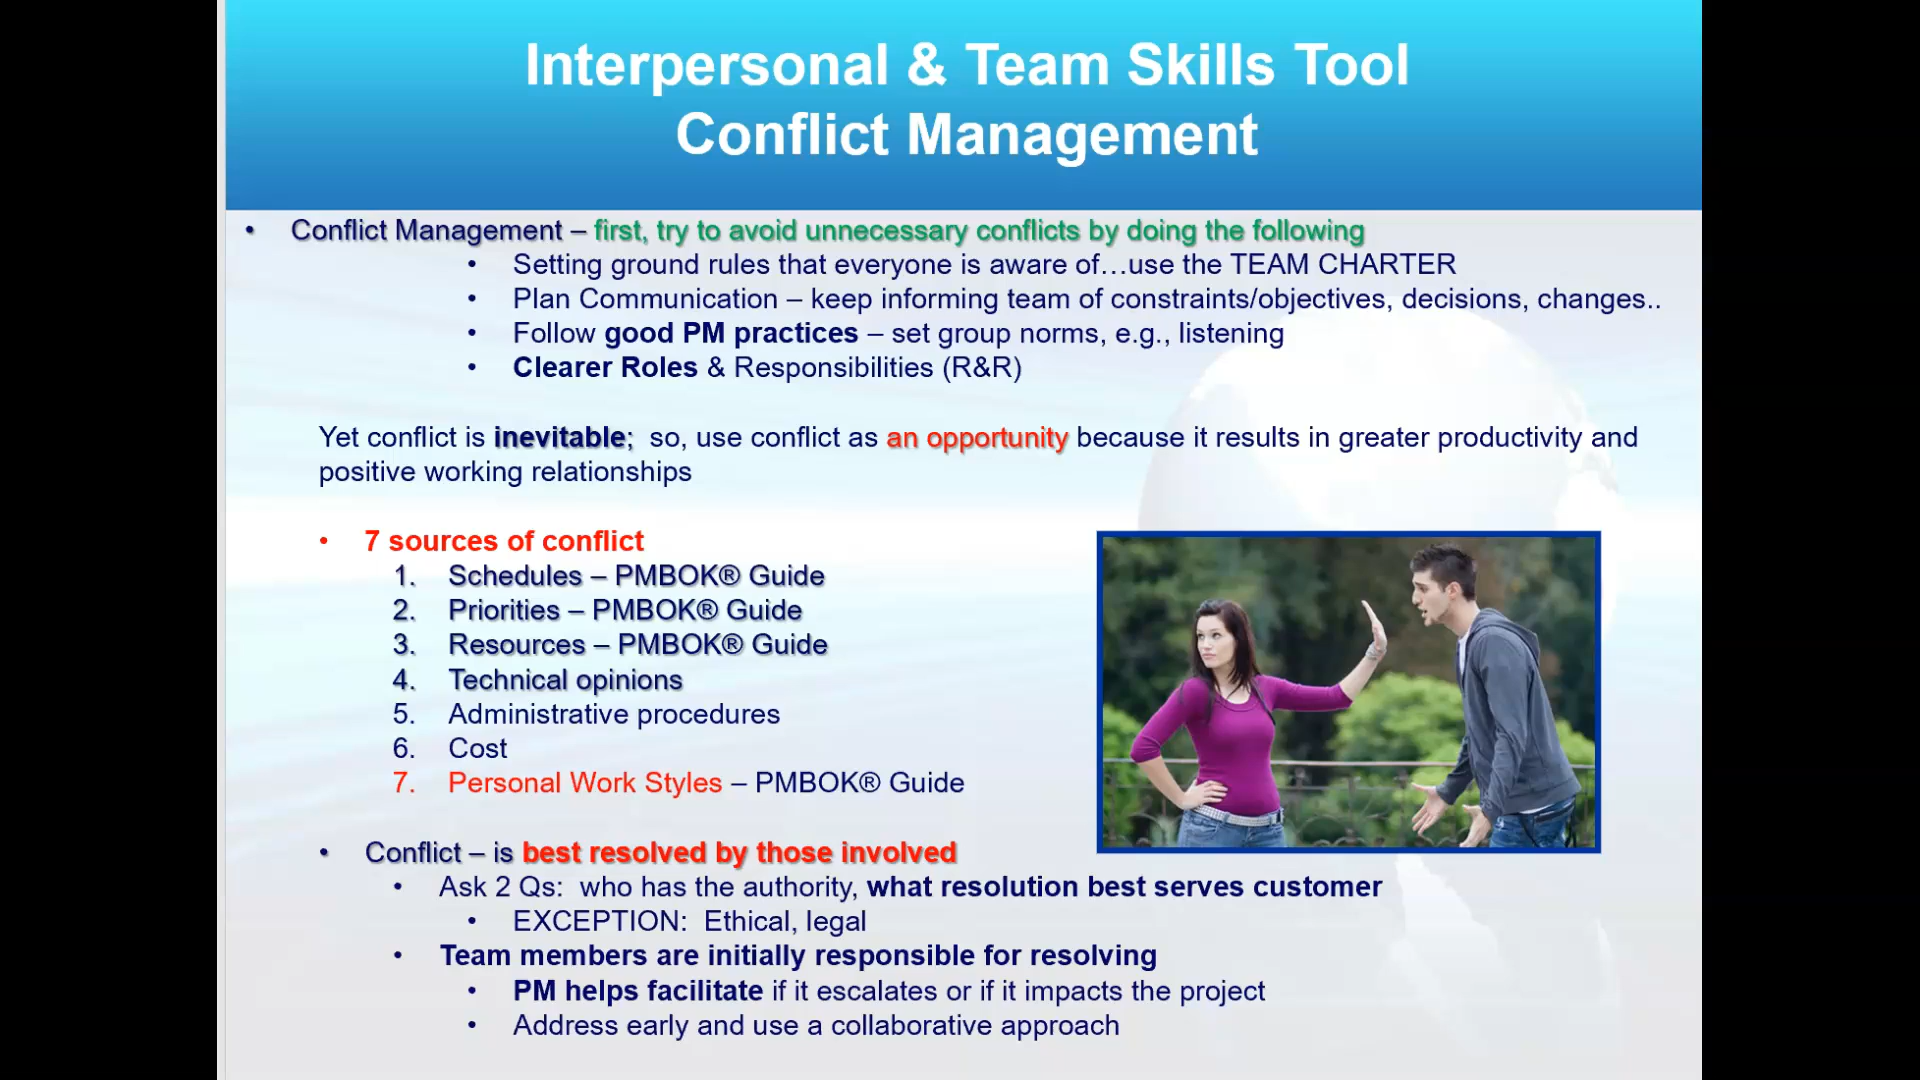 Interpersonal & Team Skills Tool
Conflict Management
• Conflict Management – first, try to avoid unnecessary conflicts by doing the following
• Setting ground rules that everyone is aware of…use the TEAM CHARTER
• Plan Communication – keep informing team of constraints/objectives, decisions, changes..
• Follow good PM practices – set group norms, e.g., listening
• Clearer Roles & Responsibilities (R&R)
Yet conflict is inevitable; so, use conflict as an opportunity because it results in greater productivity and
positive working relationships
• 7 sources of conflict
1. Schedules – PMBOK® Guide
2. Priorities – PMBOK® Guide
3. Resources – PMBOK® Guide
4. Technical opinions
5. Administrative procedures
6. Cost
7. Personal Work Styles – PMBOK® Guide
• Conflict – is best resolved by those involved
• Ask 2 Qs: who has the authority, what resolution best serves customer
• EXCEPTION: Ethical, legal
• Team members are initially responsible for resolving
• PM helps facilitate if it escalates or if it impacts the project
• Address early and use a collaborative approach